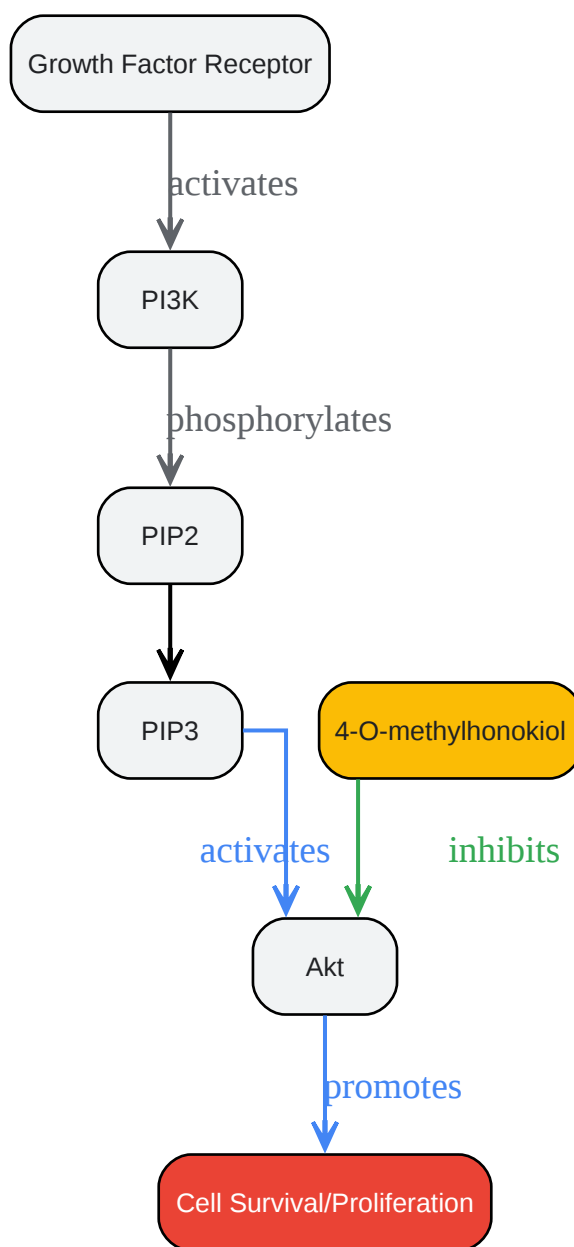 Growth Factor Receptor
activates
PI3K
phosphorylates
PIP2
PIP3
4-O-methylhonokiol
activates
inhibits
Akt
promotes
Cell Survival/Proliferation